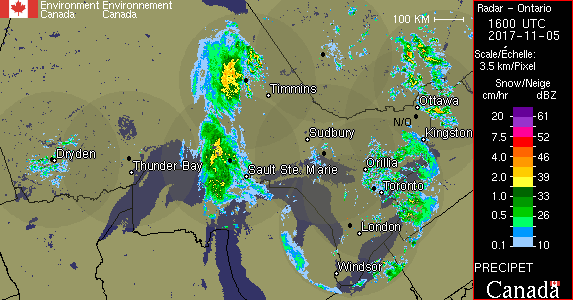 Environment Environnement
Canada Canada
100 KM
Radar - Ontario
1600 UTC
2017-11-05
Scale/Échelle:
3.5 km/Pixel
Snow/Neige
cm/hr dBZ
20 61
7.5 52
4.0 46
2.0 39
1.0 33
0.5 26
0.1 10
PRECIPET
Canada
Timmins
Ottawa
N/O
Sudbury
Kingston
Dryden
Thunder Bay
Sault Ste. Marie
Orillia
Toronto
London
Windsor